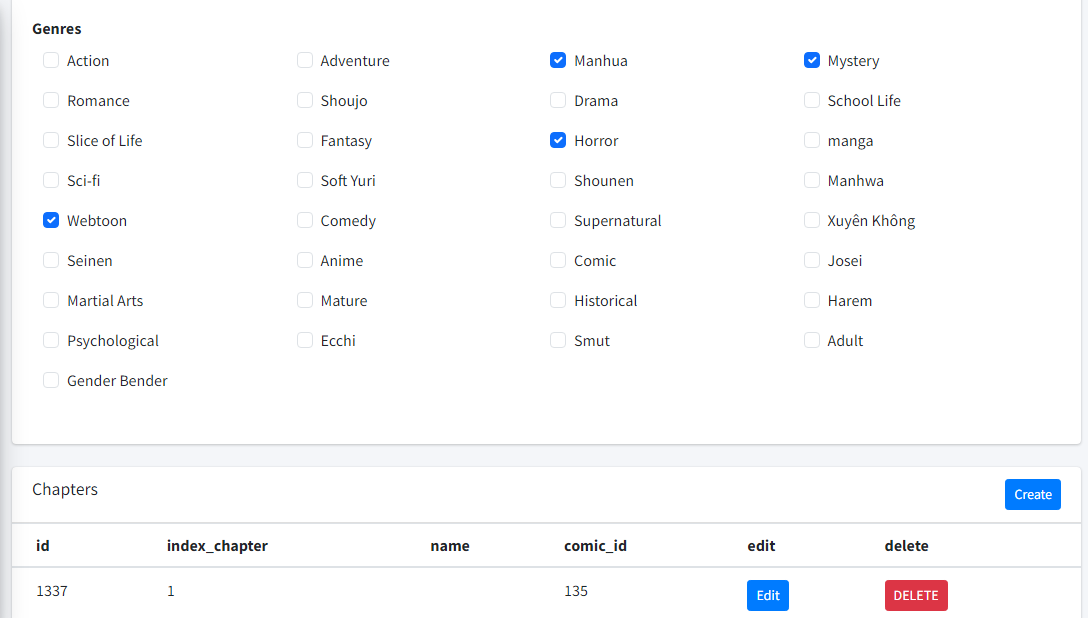 Genres
Action Adventure Manhua Mystery
Romance Shoujo Drama School Life
Slice of Life Fantasy Horror manga
Sci-fi Soft Yuri Shounen Manhwa
Webtoon Comedy Supernatural Xuyên Không
Seinen Anime Comic Josei
Martial Arts Mature Historical Harem
Psychological Ecchi Smut Adult
Gender Bender
Chapters Create
id index_chapter name comic_id edit delete
1337 1 135 Edit DELETE